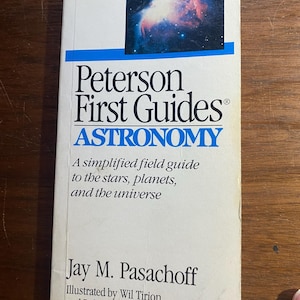 Peterson
First Guides®
ASTRONOMY
A simplified field guide
to the stars, planets,
and the universe
Jay M. Pasachoff
Illustrated by Wil Tirion